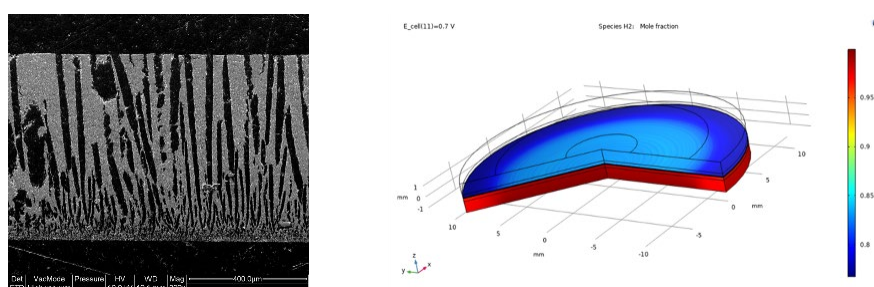 E_cell(11)=0.7 V
Species H2: Mole fraction
0.95
0.9
0.85
0.8
10
5
0
mm
-5
-10
1
0
-1
mm
10
5
0
-5
-10
mm
z
y
x
Det VacMode Pressure HV WD Mag 400.0µm